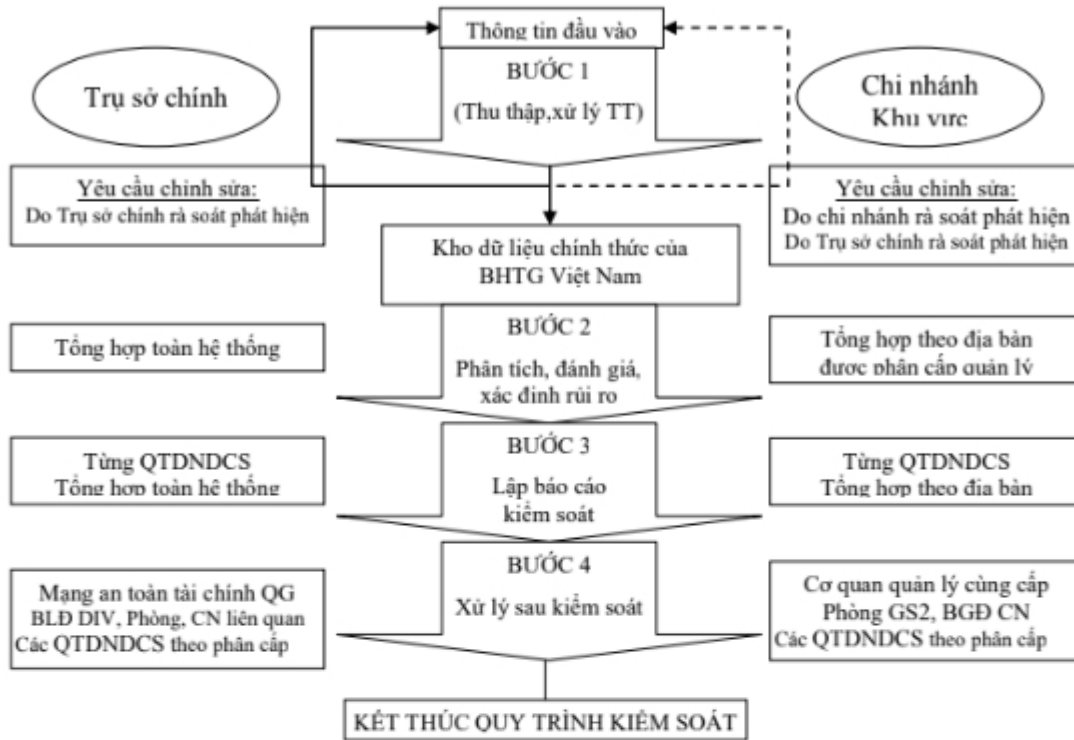 Thông tin đầu vào
BƯỚC 1
(Thu thập,xử lý TT)
Trụ sở chính
Chi nhánh
Khu vực
Yêu cầu chỉnh sửa:
Do Trụ sở chính rà soát phát hiện
Yêu cầu chỉnh sửa:
Do chi nhánh rà soát phát hiện
Do Trụ sở chính rà soát phát hiện
Kho dữ liệu chính thức của
BHTG Việt Nam
BƯỚC 2
Phân tích, đánh giá,
xác định rủi ro
Tổng hợp toàn hệ thống
Tổng hợp theo địa bàn
được phân cấp quản lý
BƯỚC 3
Lập báo cáo
kiểm soát
Từng QTDNDCS
Tổng hợp toàn hệ thống
Từng QTDNDCS
Tổng hợp theo địa bàn
BƯỚC 4
Xử lý sau kiểm soát
Mạng an toàn tài chính QG
BLĐ DIV, Phòng, CN liên quan
Các QTDNDCS theo phân cấp
Cơ quan quản lý cùng cấp
Phòng GS2, BGĐ CN
Các QTDNDCS theo phân cấp
KẾT THÚC QUY TRÌNH KIỂM SOÁT